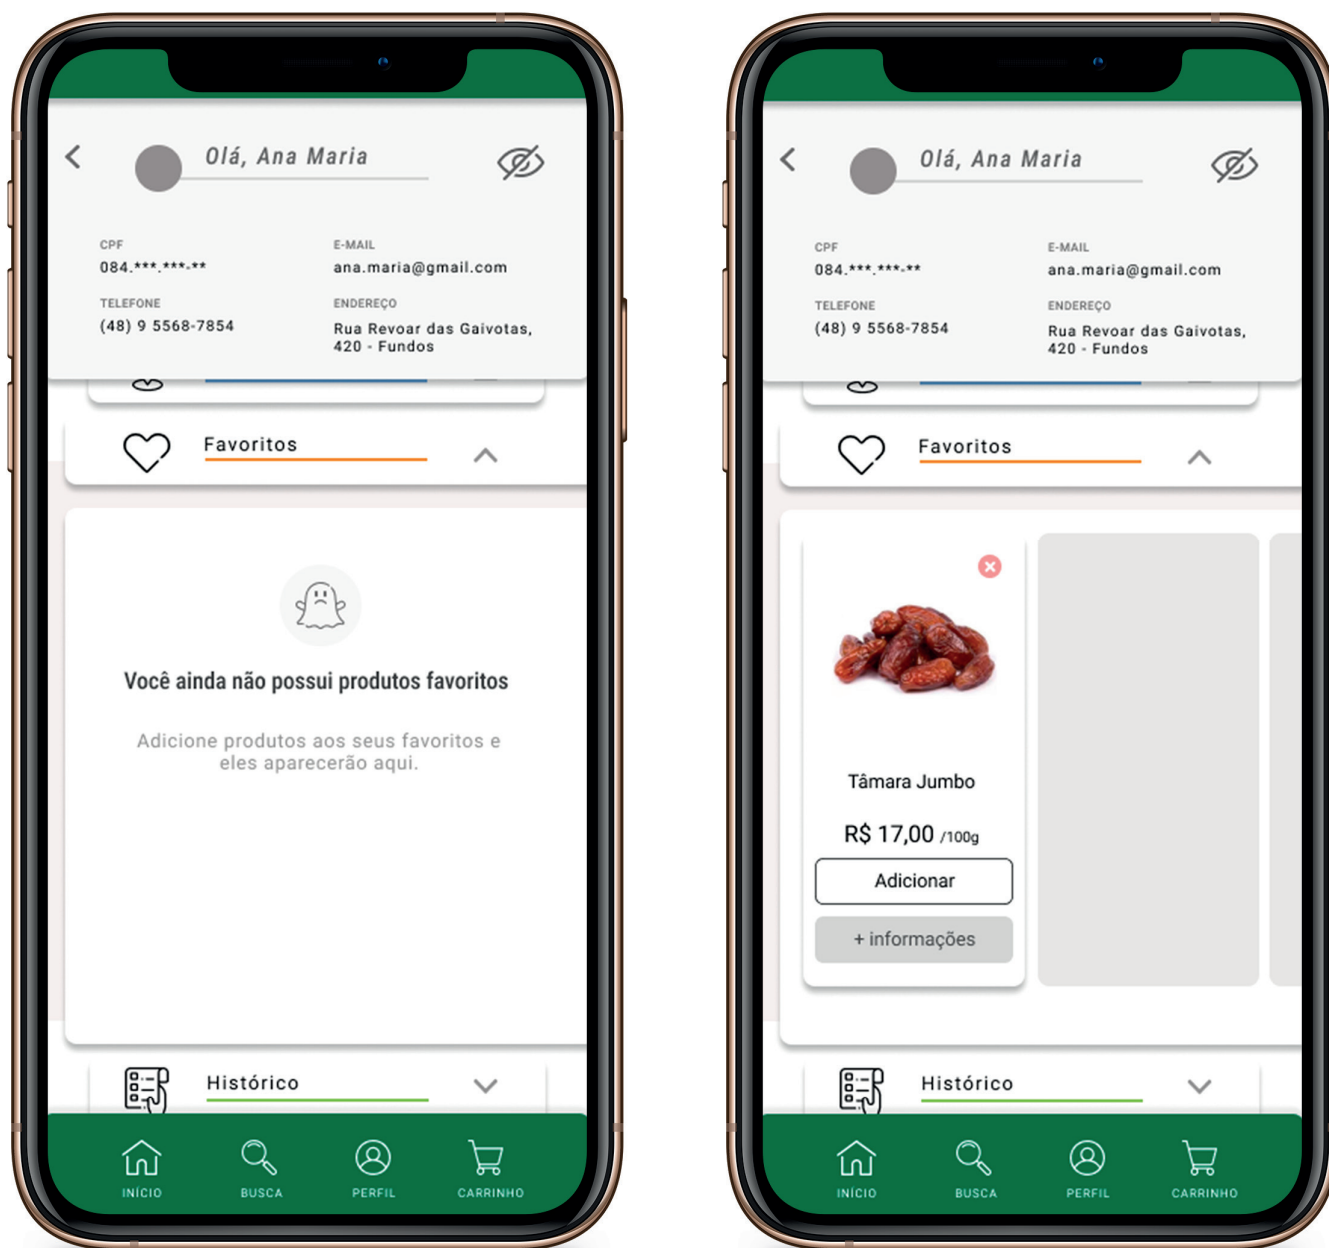 Olá, Ana Maria
CPF
084.***.***-**
E-MAIL
ana.maria@gmail.com
TELEFONE
(48) 9 5568-7854
ENDEREÇO
Rua Revoar das Gaivotas,
420 - Fundos
Favoritos
Você ainda não possui produtos favoritos
Adicione produtos aos seus favoritos e
eles aparecerão aqui.
Histórico
INÍCIO
BUSCA
PERFIL
CARRINHO
Olá, Ana Maria
CPF
084.***.***-**
E-MAIL
ana.maria@gmail.com
TELEFONE
(48) 9 5568-7854
ENDEREÇO
Rua Revoar das Gaivotas,
420 - Fundos
Favoritos
Tâmara Jumbo
R$ 17,00 /100g
Adicionar
+ informações
Histórico
INÍCIO
BUSCA
PERFIL
CARRINHO